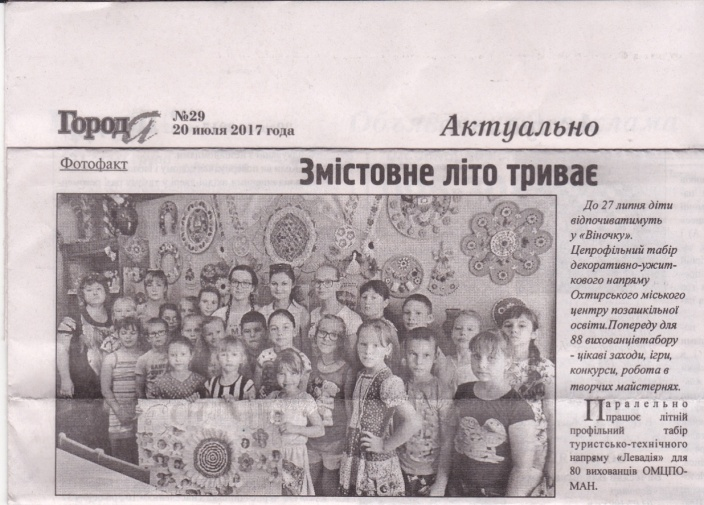 ГородЯ
№29
20 июля 2017 года
Актуально
Фотофакт
Змістовне літо триває
До 27 липня діти
відпочиватимуть
у «Віночку».
Цепрофільний табір
декоративно-ужит-
кового напряму
Охтирського міського
центру позашкільної
освіти.Попереду для
88 вихованцівтабору
- цікаві заходи, ігри,
конкурси, робота в
творчих майстернях.
Паралельно
працює літній
профільний табір
туристсько-технічного
напряму «Левадія» для
80 вихованців ОМЦПО-
МАН.